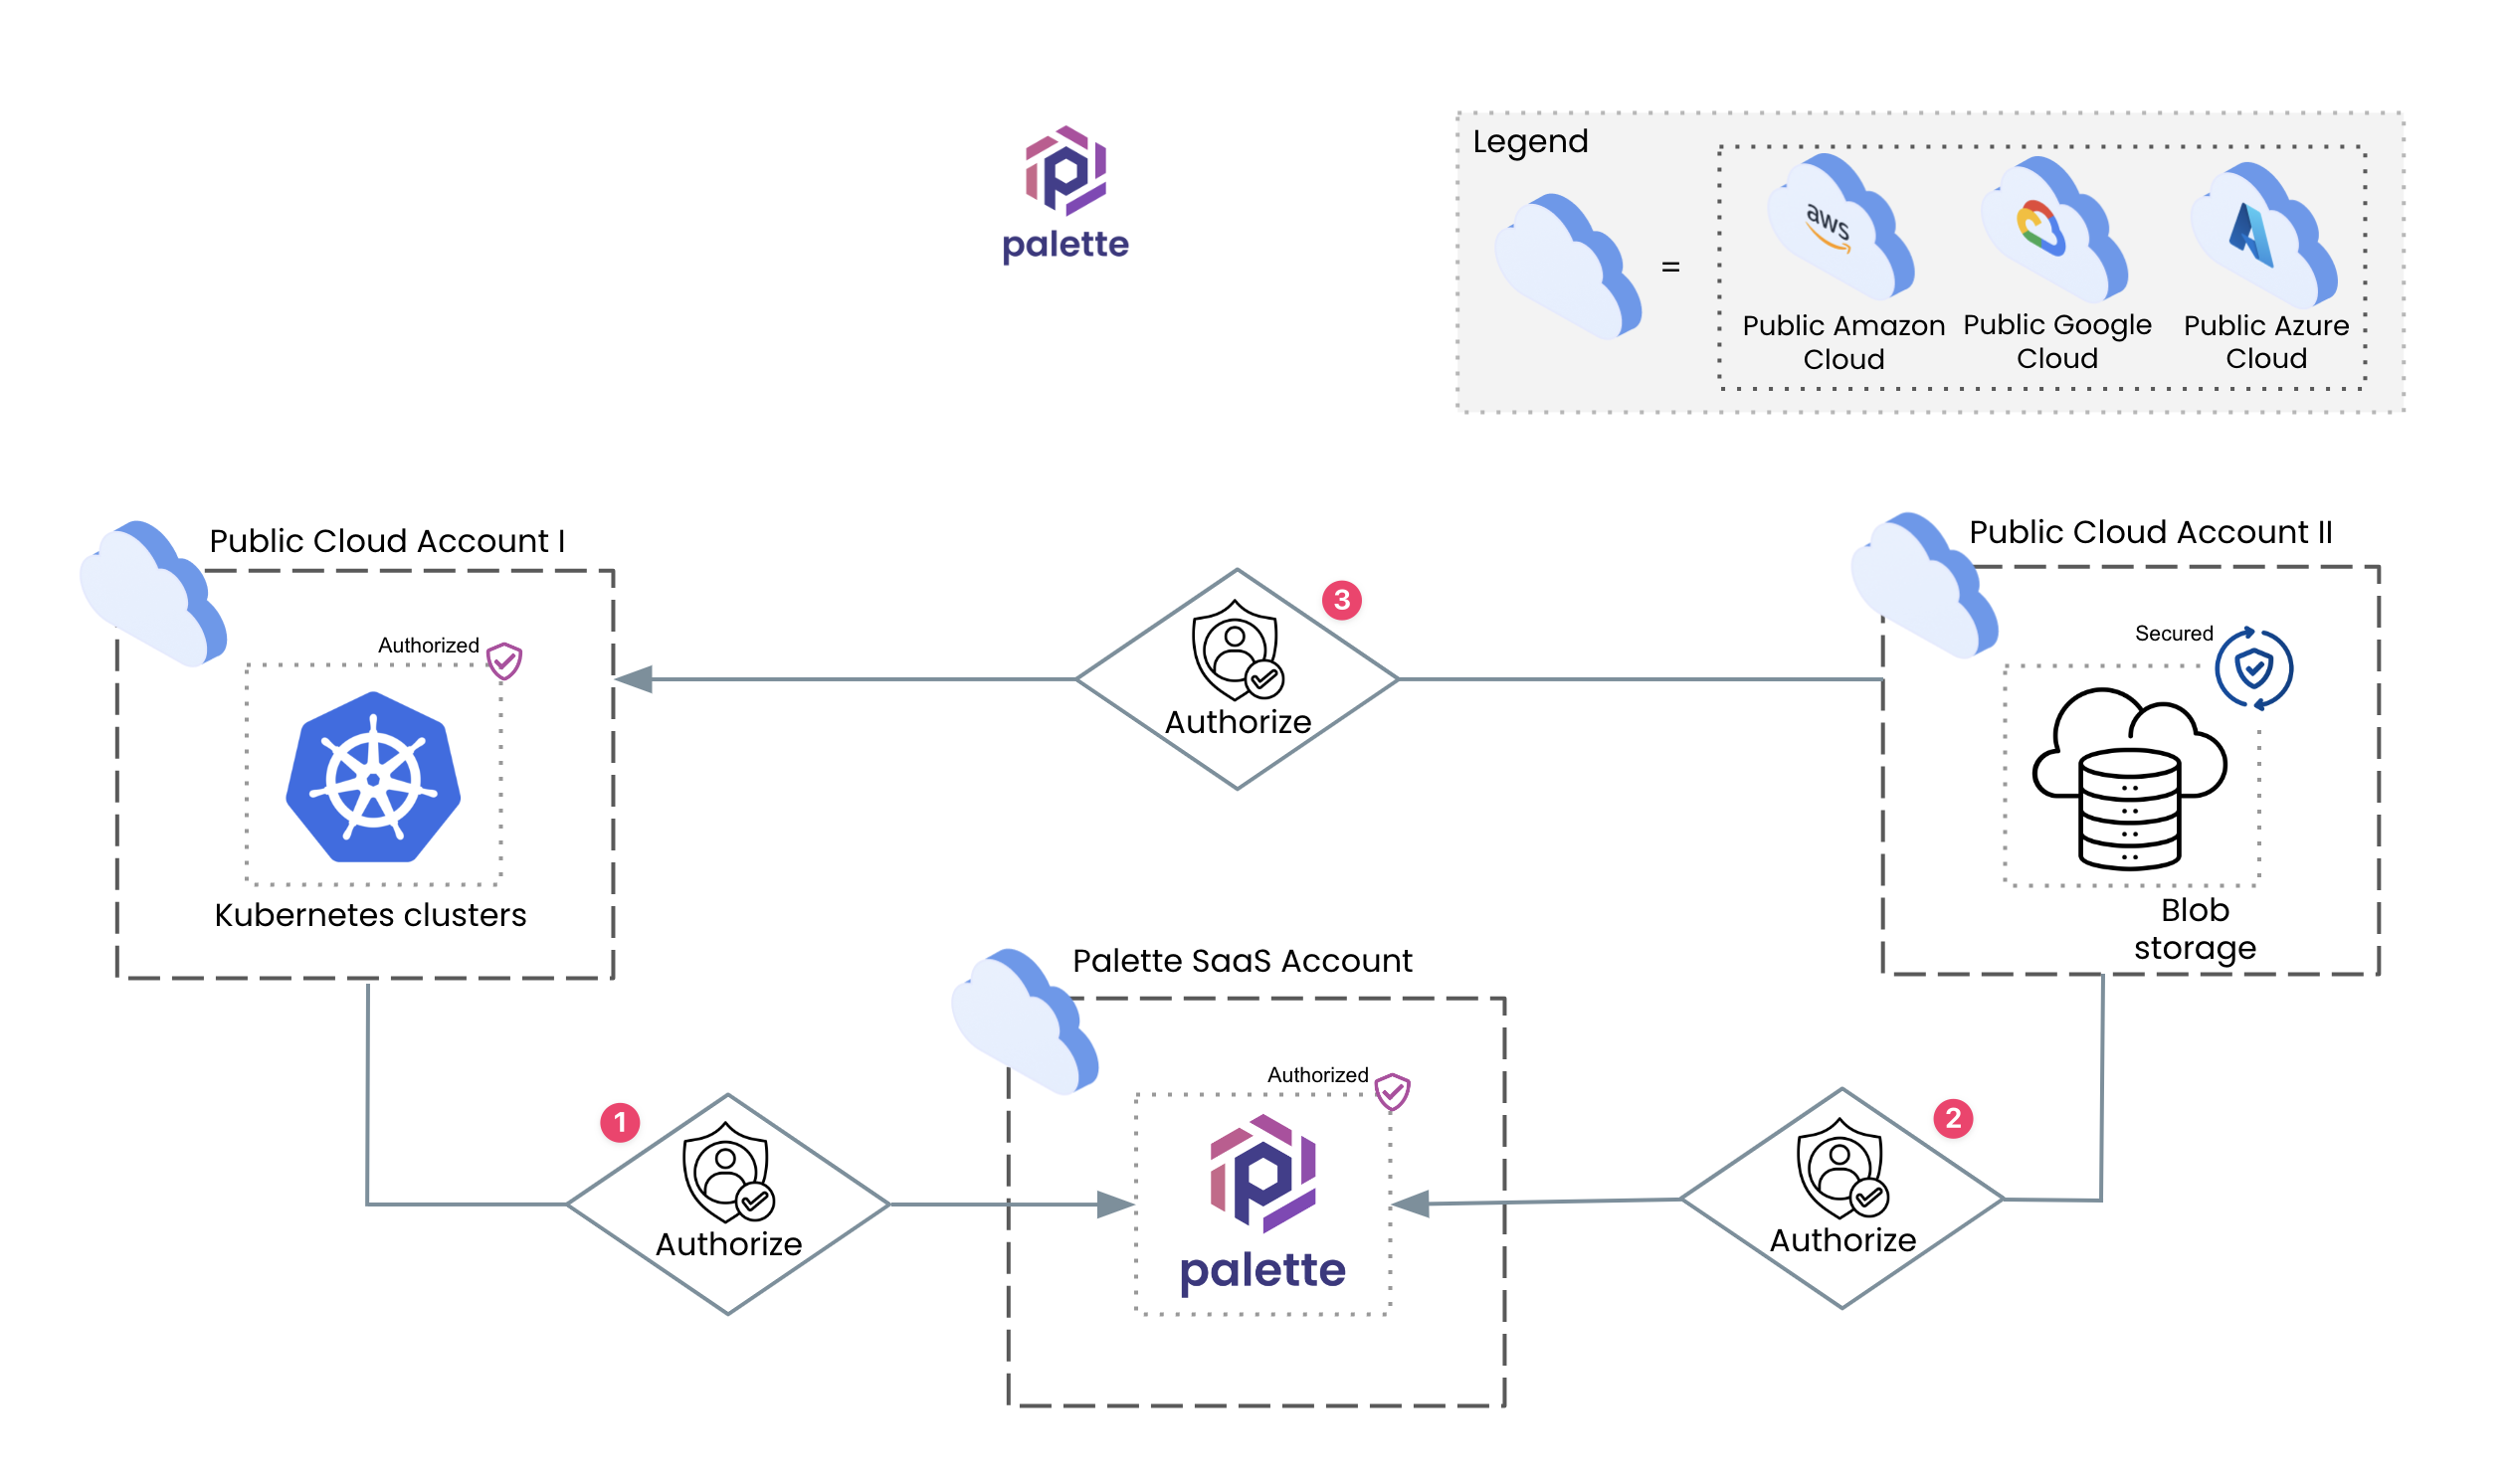 palette
Legend
aws
=
Public Amazon
Cloud
Public Google
Cloud
Public Azure
Cloud
Public Cloud Account I
Public Cloud Account II
3
Authorized
Secured
Authorize
Kubernetes clusters
Blob
storage
Palette SaaS Account
Authorized
1
2
Authorize
Authorize
palette